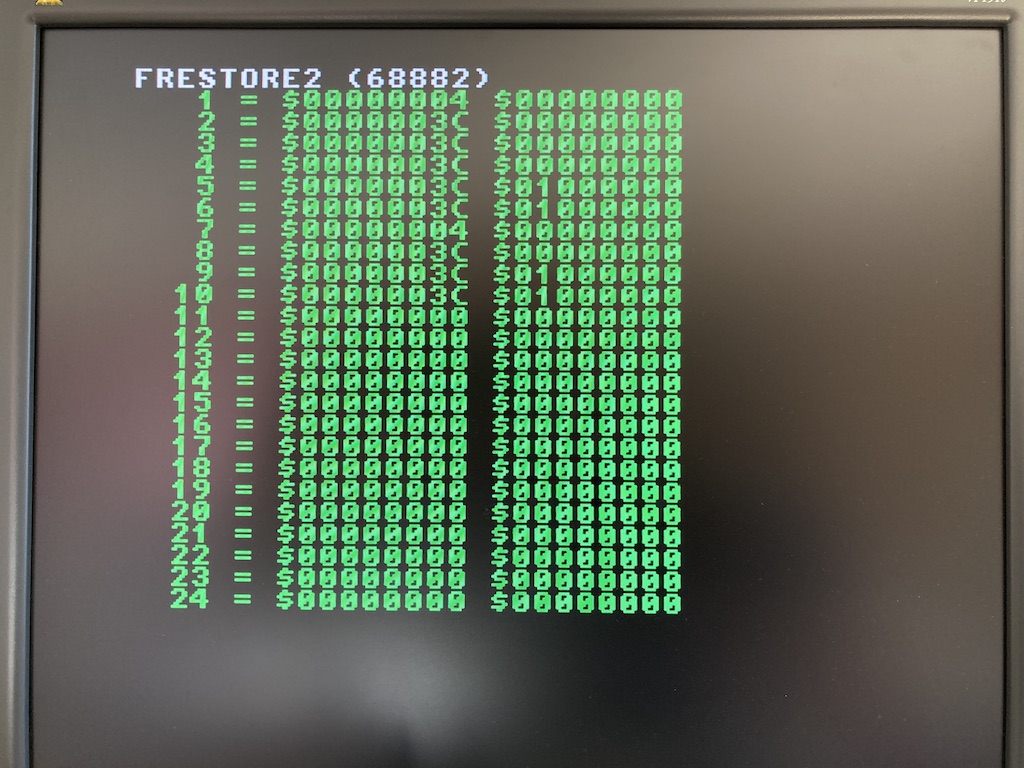 FRESTORE2 (68882)
1 = $00000004 $00000000
2 = $0000003C $00000000
3 = $0000003C $00000000
4 = $0000003C $00000000
5 = $0000003C $01000000
6 = $0000003C $01000000
7 = $00000004 $00000000
8 = $0000003C $00000000
9 = $0000003C $01000000
10 = $0000003C $01000000
11 = $00000000 $00000000
12 = $00000000 $00000000
13 = $00000000 $00000000
14 = $00000000 $00000000
15 = $00000000 $00000000
16 = $00000000 $00000000
17 = $00000000 $00000000
18 = $00000000 $00000000
19 = $00000000 $00000000
20 = $00000000 $00000000
21 = $00000000 $00000000
22 = $00000000 $00000000
23 = $00000000 $00000000
24 = $00000000 $00000000